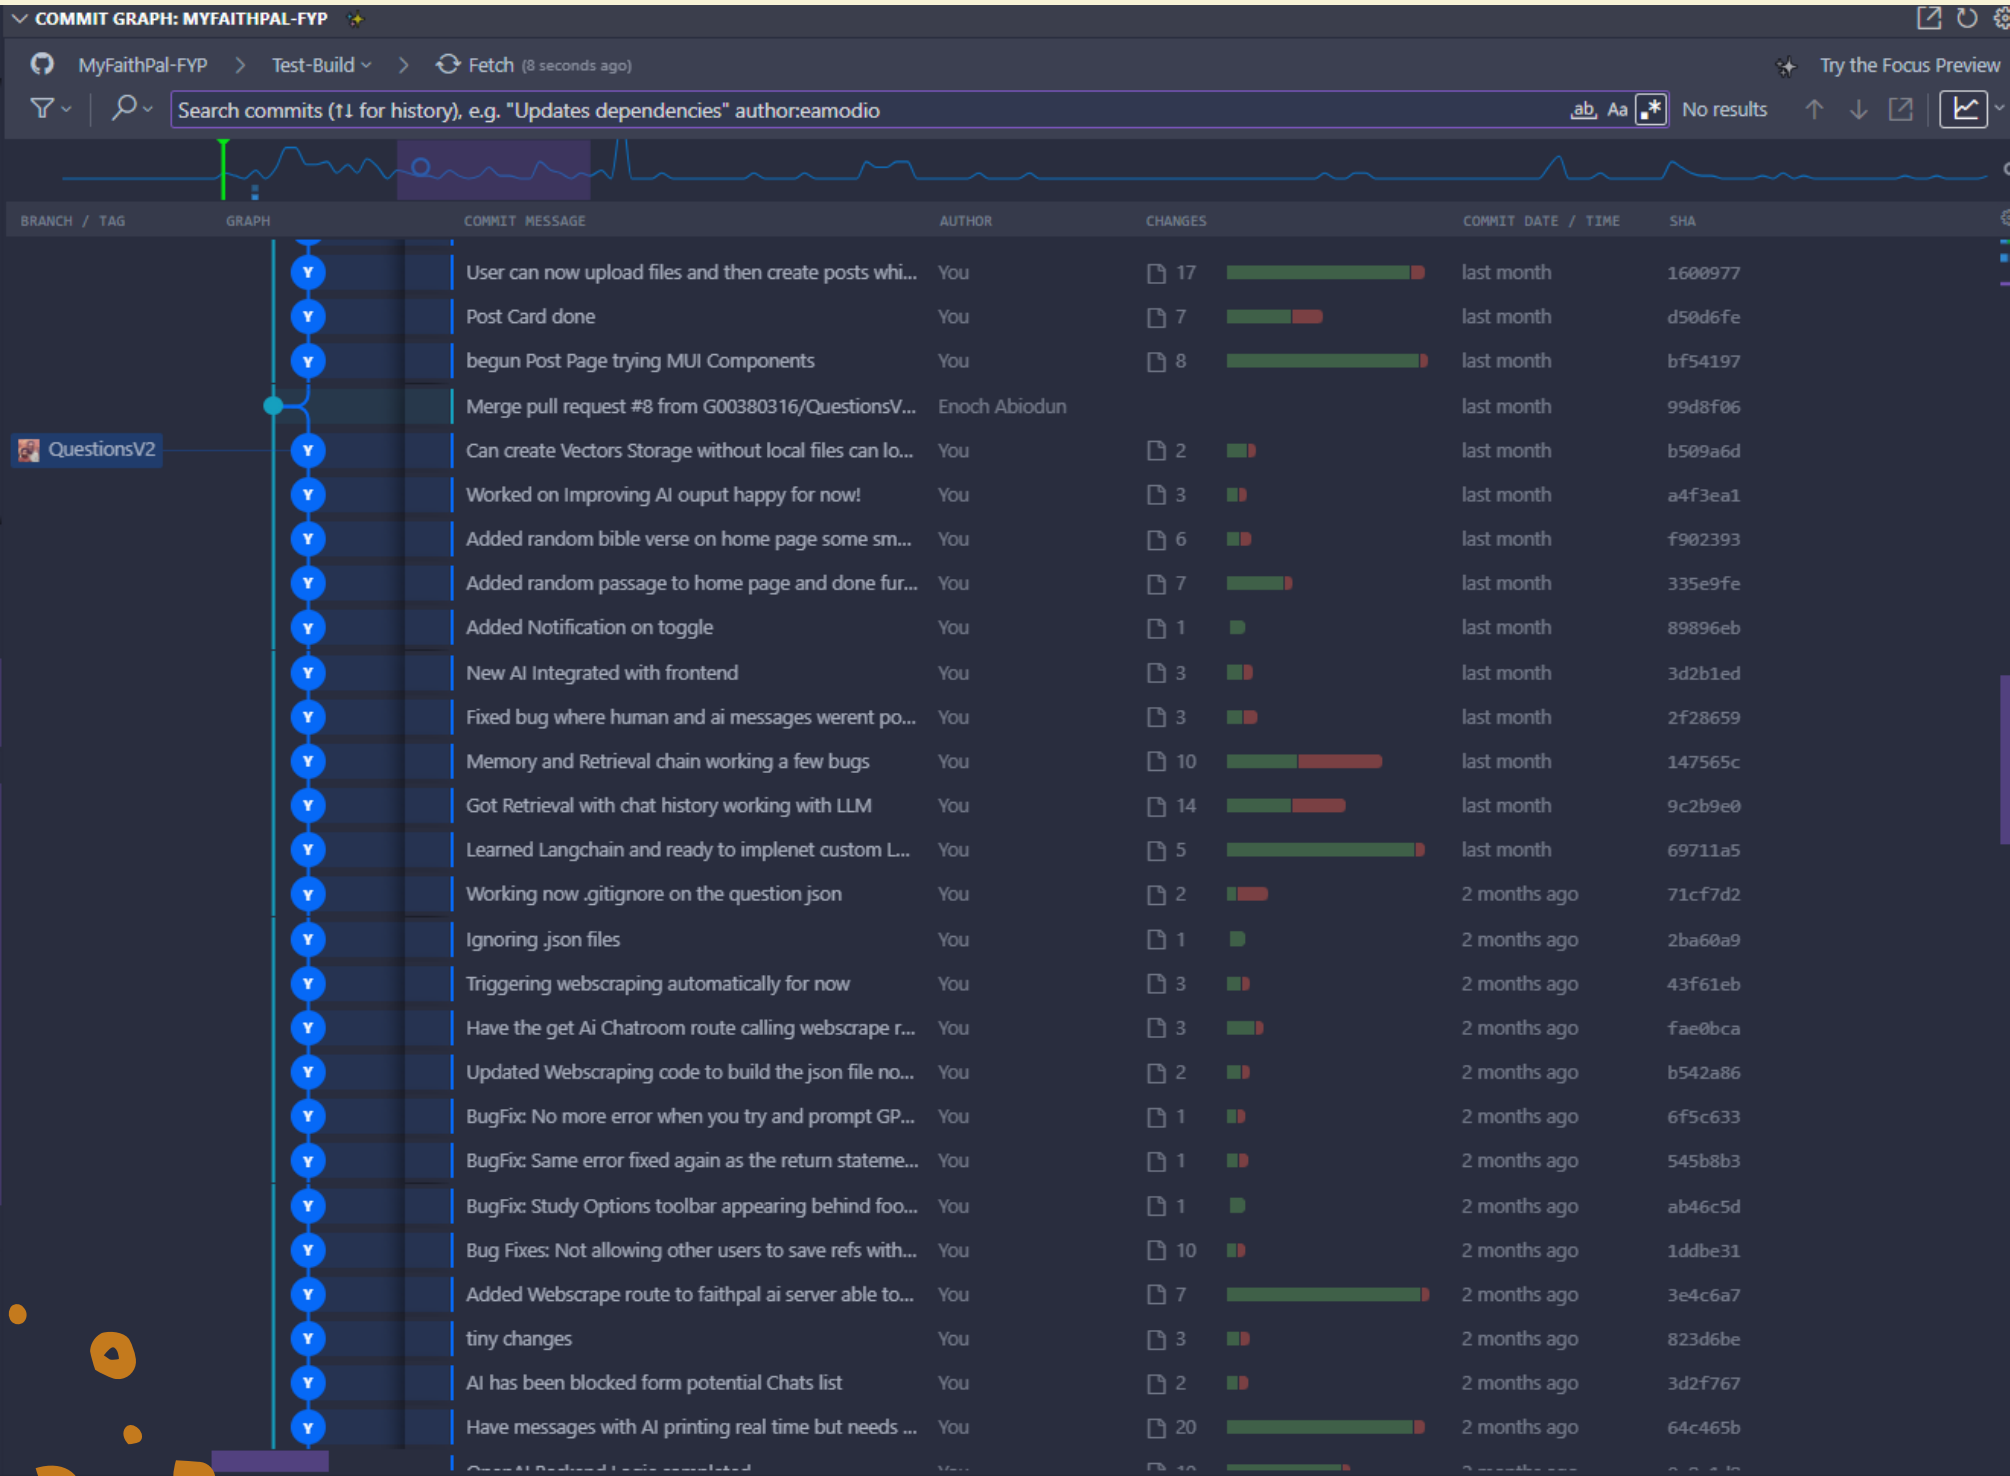 COMMIT GRAPH: MYFAITHPAL-FYP
MyFaithPal-FYP > Test-Build > Fetch (8 seconds ago) Try the Focus Preview
Search commits (↑↓ for history), e.g. "Updates dependencies" author:eamodio ab, Aa .* No results
BRANCH / TAG GRAPH COMMIT MESSAGE AUTHOR CHANGES COMMIT DATE / TIME SHA
Y User can now upload files and then create posts whi... You 17 last month 1600977
Y Post Card done You 7 last month d50d6fe
Y begun Post Page trying MUI Components You 8 last month bf54197
Merge pull request #8 from G00380316/QuestionsV... Enoch Abiodun last month 99d8f06
QuestionsV2 Y Can create Vectors Storage without local files can lo... You 2 last month b509a6d
Y Worked on Improving AI ouput happy for now! You 3 last month a4f3ea1
Y Added random bible verse on home page some sm... You 6 last month f902393
Y Added random passage to home page and done fur... You 7 last month 335e9fe
Y Added Notification on toggle You 1 last month 89896eb
Y New AI Integrated with frontend You 3 last month 3d2b1ed
Y Fixed bug where human and ai messages werent po... You 3 last month 2f28659
Y Memory and Retrieval chain working a few bugs You 10 last month 147565c
Y Got Retrieval with chat history working with LLM You 14 last month 9c2b9e0
Y Learned Langchain and ready to implenet custom L... You 5 last month 69711a5
Y Working now .gitignore on the question json You 2 2 months ago 71cf7d2
Y Ignoring .json files You 1 2 months ago 2ba60a9
Y Triggering webscraping automatically for now You 3 2 months ago 43f61eb
Y Have the get Ai Chatroom route calling webscrape r... You 3 2 months ago fae0bca
Y Updated Webscraping code to build the json file no... You 2 2 months ago b542a86
Y BugFix: No more error when you try and prompt GP... You 1 2 months ago 6f5c633
Y BugFix: Same error fixed again as the return stateme... You 1 2 months ago 545b8b3
Y BugFix: Study Options toolbar appearing behind foo... You 1 2 months ago ab46c5d
Y Bug Fixes: Not allowing other users to save refs with... You 10 2 months ago 1ddbe31
Y Added Webscrape route to faithpal ai server able to... You 7 2 months ago 3e4c6a7
Y tiny changes You 3 2 months ago 823d6be
Y AI has been blocked form potential Chats list You 2 2 months ago 3d2f767
Y Have messages with AI printing real time but needs ... You 20 2 months ago 64c465b
OpenAI Backend Logic completed You 10 2 months ago